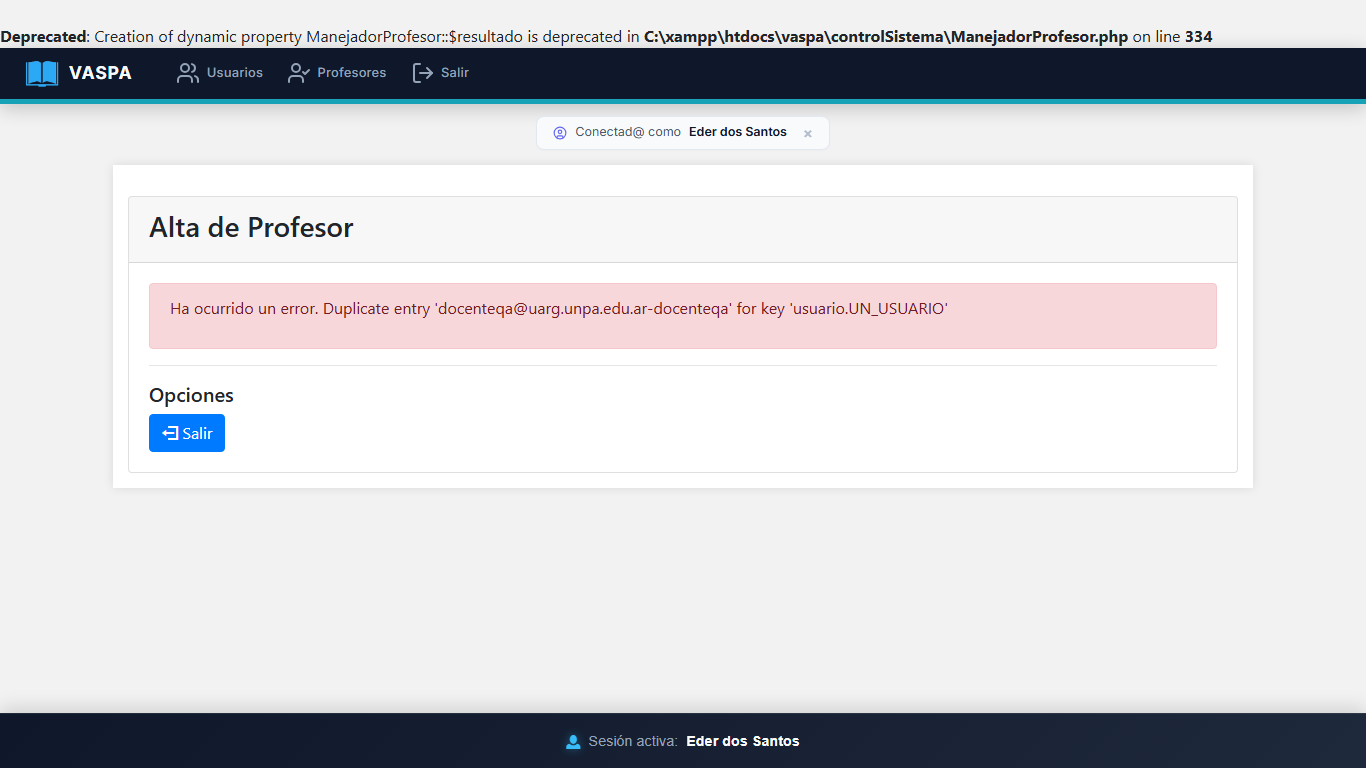 Deprecated: Creation of dynamic property ManejadorProfesor::$resultado is deprecated in C:\xampp\htdocs\vaspa\controlSistema\ManejadorProfesor.php on line 334
VASPA Usuarios Profesores Salir
Conectad@ como Eder dos Santos ×
Alta de Profesor
Ha ocurrido un error. Duplicate entry 'docenteqa@uarg.unpa.edu.ar-docenteqa' for key 'usuario.UN_USUARIO'
Opciones
Salir
Sesión activa: Eder dos Santos